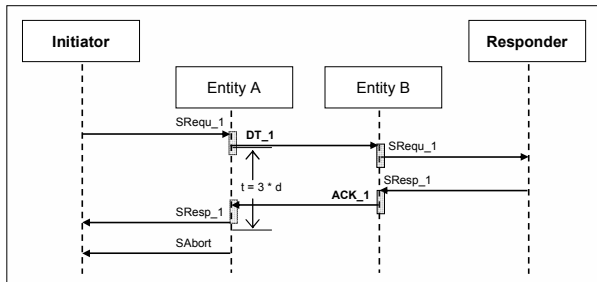 Initiator
Responder
Entity A
Entity B
SRequ_1
DT_1
SRequ_1
SResp_1
t = 3 * d
ACK_1
SResp_1
SAbort